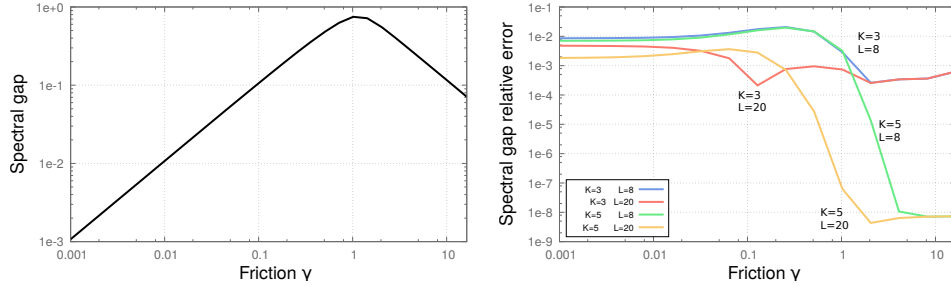 1e+0
1e-1
1e-2
1e-3
Spectral gap
0.001
0.01
0.1
1
10
Friction γ
1e+0
1e-1
1e-2
1e-3
1e-4
1e-5
1e-6
1e-7
1e-8
1e-9
Spectral gap relative error
K=3
L=8
K=3
L=20
K=5
L=8
K=5
L=20
K=3 L=8
K=3 L=20
K=5 L=8
K=5 L=20
0.001
0.01
0.1
1
10
Friction γ